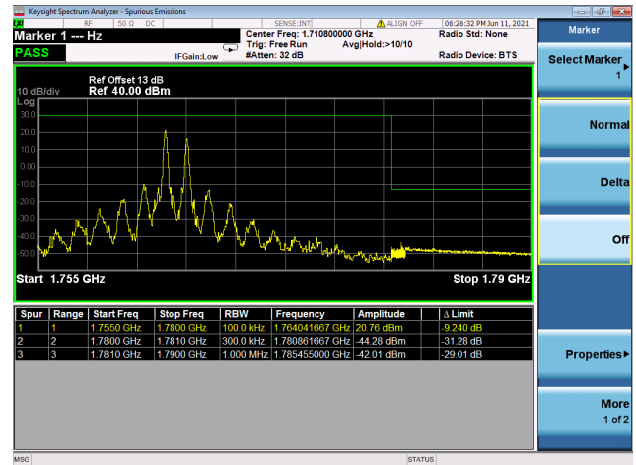 Keysight Spectrum Analyzer - Spurious Emissions
RF 50 Ω DC SENSE:INT ALIGN OFF 06:26:32 PM Jun 11, 2021
Marker 1 --- Hz
Center Freq: 1.710800000 GHz
Radio Std: None
Trig: Free Run Avg|Hold:>10/10
PASS
IFGain:Low
#Atten: 32 dB
Radio Device: BTS
Ref Offset 13 dB
10 dB/div Ref 40.00 dBm
Log
30.0
20.0
10.0
0.00
-10.0
-20.0
-30.0
-40.0
-50.0
Start 1.755 GHz Stop 1.79 GHz
Spur Range Start Freq Stop Freq RBW Frequency Amplitude Δ Limit
1 1 1.7550 GHz 1.7800 GHz 100.0 kHz 1.764041667 GHz 20.76 dBm -9.240 dB
2 2 1.7800 GHz 1.7810 GHz 300.0 kHz 1.780861667 GHz -44.28 dBm -31.28 dB
3 3 1.7810 GHz 1.7900 GHz 1.000 MHz 1.785455000 GHz -42.01 dBm -29.01 dB
Marker
Select Marker
1
Normal
Delta
Off
Properties
More
1 of 2
MSG STATUS